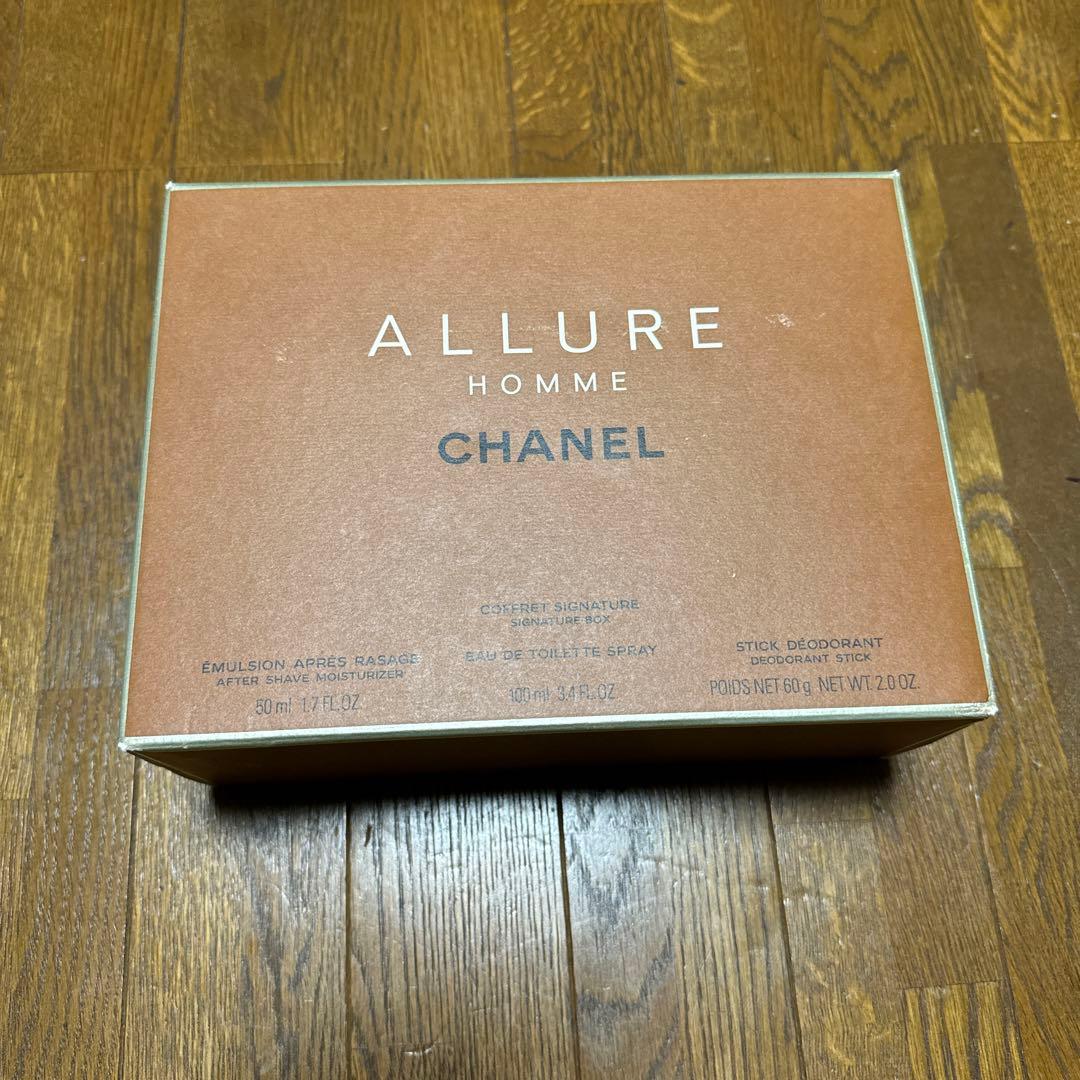 ALLURE
HOMME
CHANEL
COFFRET SIGNATURE
SIGNATURE BOX
ÉMULSION APRÈS RASAGE
AFTER SHAVE MOISTURIZER
50 ml 1.7 FL.OZ.
EAU DE TOILETTE SPRAY
100 ml 3.4 FL.OZ.
STICK DÉODORANT
DEODORANT STICK
POIDS NET 60 g NET WT. 2.0 OZ.